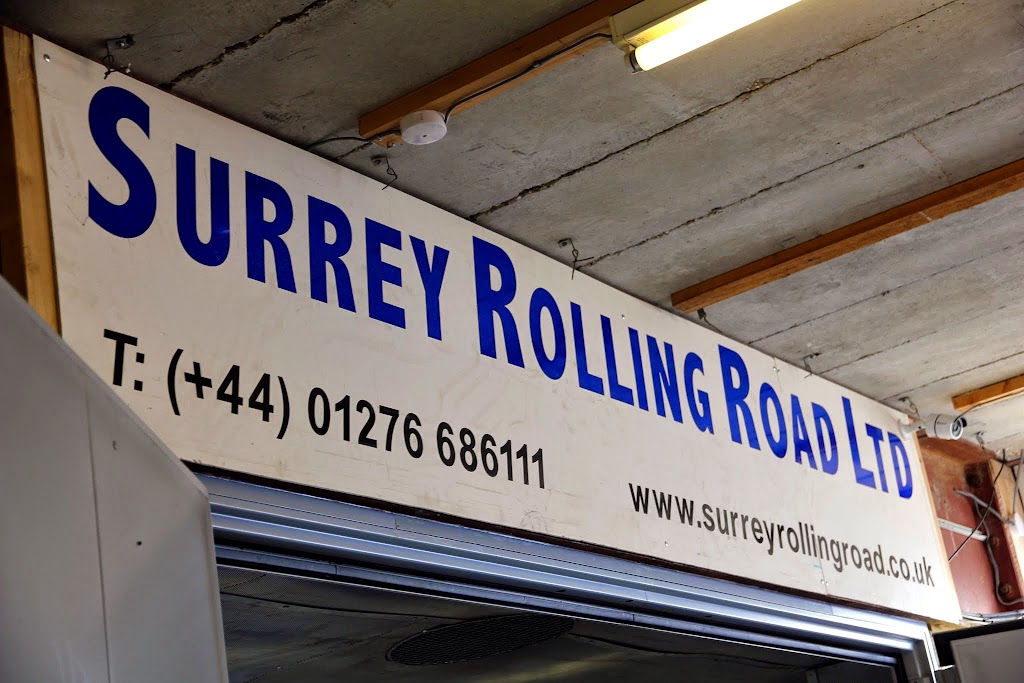 SURREY ROLLING ROAD LTD
T: (+44) 01276 686111
www.surreyrollingroad.co.uk